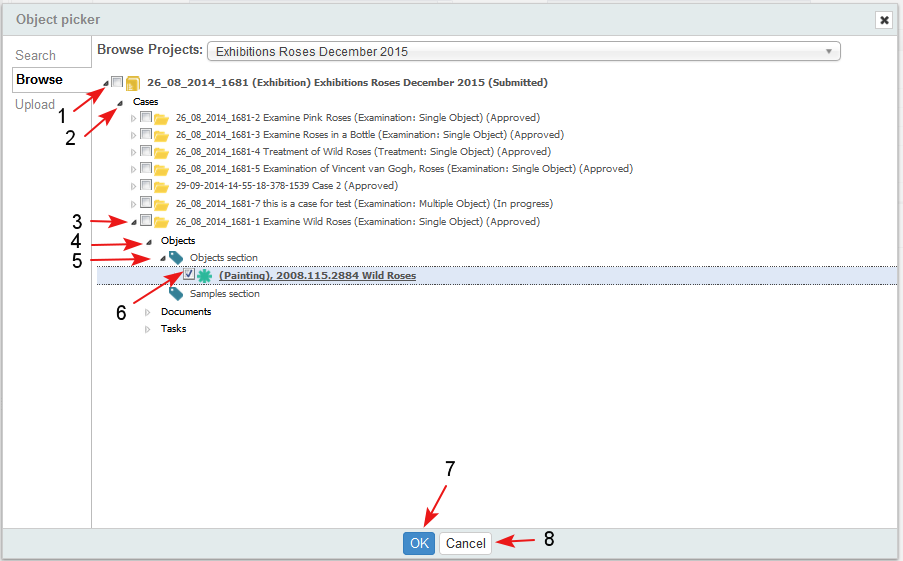 Object picker
Search
Browse
Upload
Browse Projects: Exhibitions Roses December 2015
26_08_2014_1681 (Exhibition) Exhibitions Roses December 2015 (Submitted)
1
Cases
2
26_08_2014_1681-2 Examine Pink Roses (Examination: Single Object) (Approved)
26_08_2014_1681-3 Examine Roses in a Bottle (Examination: Single Object) (Approved)
26_08_2014_1681-4 Treatment of Wild Roses (Treatment: Single Object) (Approved)
26_08_2014_1681-5 Examination of Vincent van Gogh, Roses (Examination: Single Object) (Approved)
29-09-2014-14-55-18-378-1539 Case 2 (Approved)
26_08_2014_1681-7 this is a case for test (Examination: Multiple Object) (In progress)
3 26_08_2014_1681-1 Examine Wild Roses (Examination: Single Object) (Approved)
4 Objects
5 Objects section
(Painting), 2008.115.2884 Wild Roses
Samples section
6 Documents
Tasks
7
OK Cancel 8